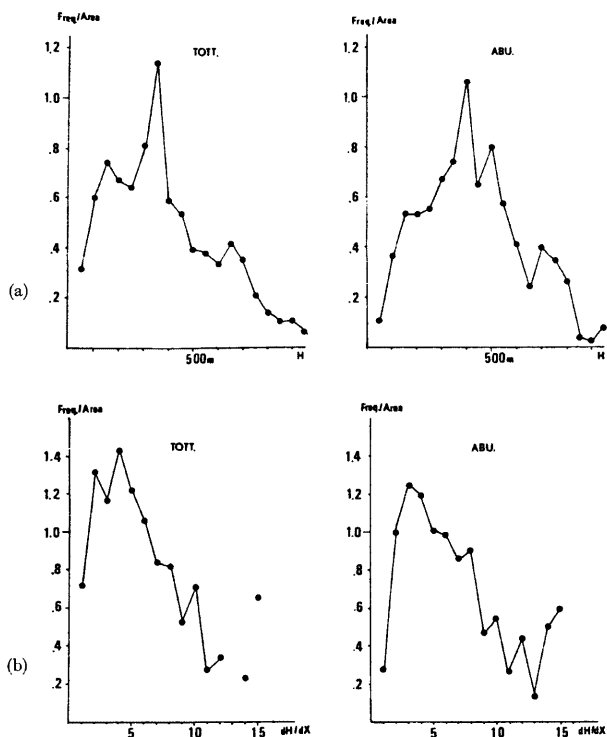 Freq/Area
TOTT.
1.2
1.0
.8
.6
.4
.2
500m
H
Freq/Area
ABU.
1.2
1.0
.8
.6
.4
.2
500m
H
(a)
Freq/Area
TOTT.
1.4
1.2
1.0
.8
.6
.4
.2
5
10
15
dH/dX
Freq/Area
ABU.
1.4
1.2
1.0
.8
.6
.4
.2
5
10
15
dH/dX
(b)